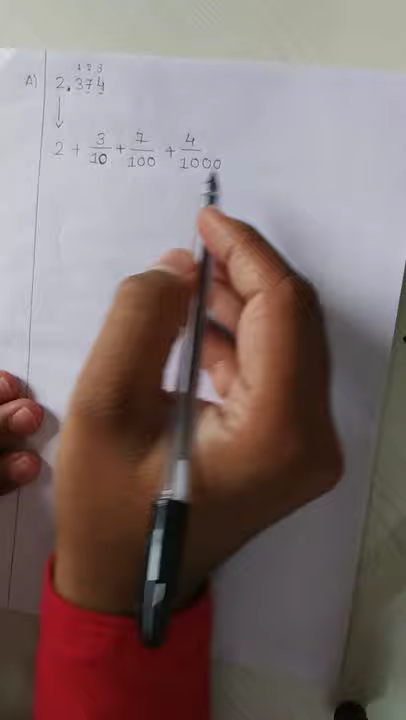 1 2 3
A) 2.374
↓
2 + 3/10 + 7/100 + 4/1000